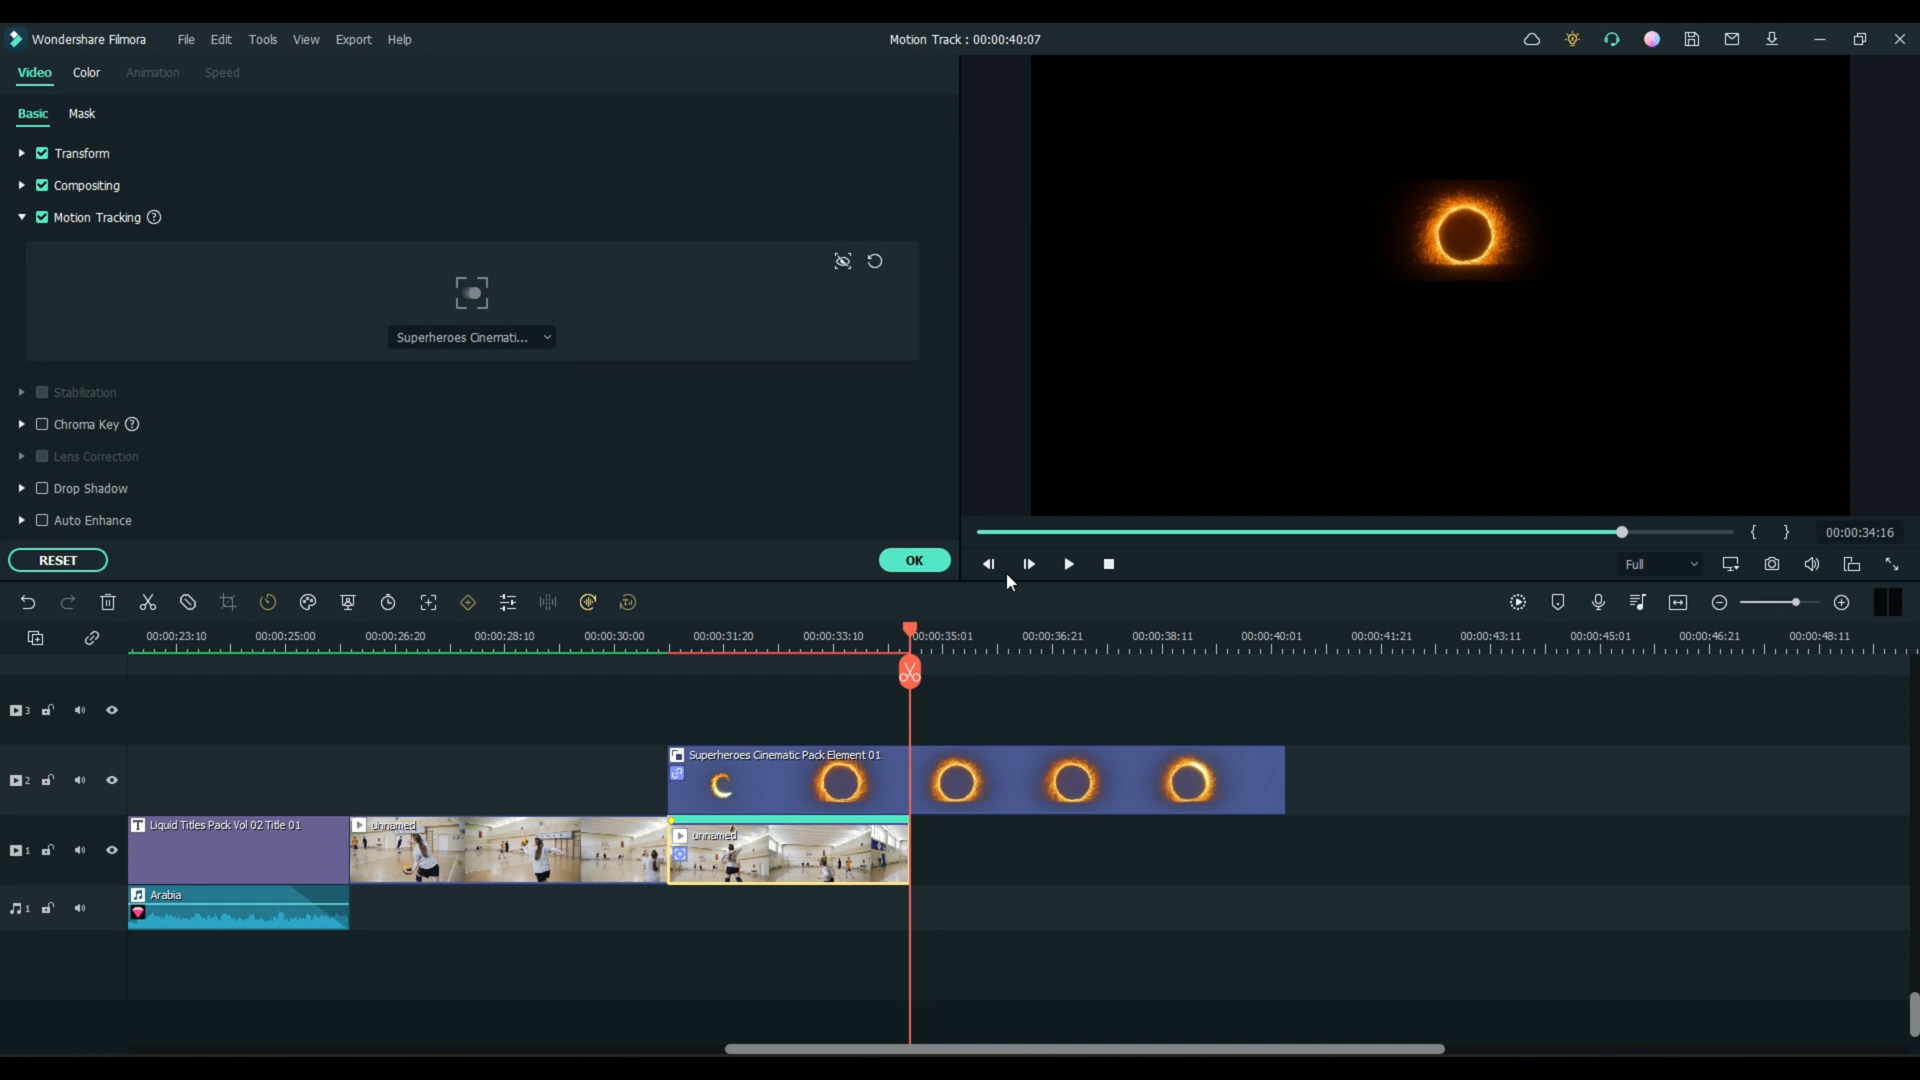 Wondershare Filmora File Edit Tools View Export Help Motion Track : 00:00:40:07
Video Color Animation Speed
Basic Mask
Transform
Compositing
Motion Tracking ?
Superheroes Cinemati...
Stabilization
Chroma Key ?
Lens Correction
Drop Shadow
Auto Enhance
RESET OK
{ } 00:00:34:16
Full
00:00:23:10 00:00:25:00 00:00:26:20 00:00:28:10 00:00:30:00 00:00:31:20 00:00:33:10 00:00:35:01 00:00:36:21 00:00:38:11 00:00:40:01 00:00:41:21 00:00:43:11 00:00:45:01 00:00:46:21 00:00:48:11
3
2 Superheroes Cinematic Pack Element 01
1 T Liquid Titles Pack Vol 02 Title 01 unnamed unnamed
1 Arabia